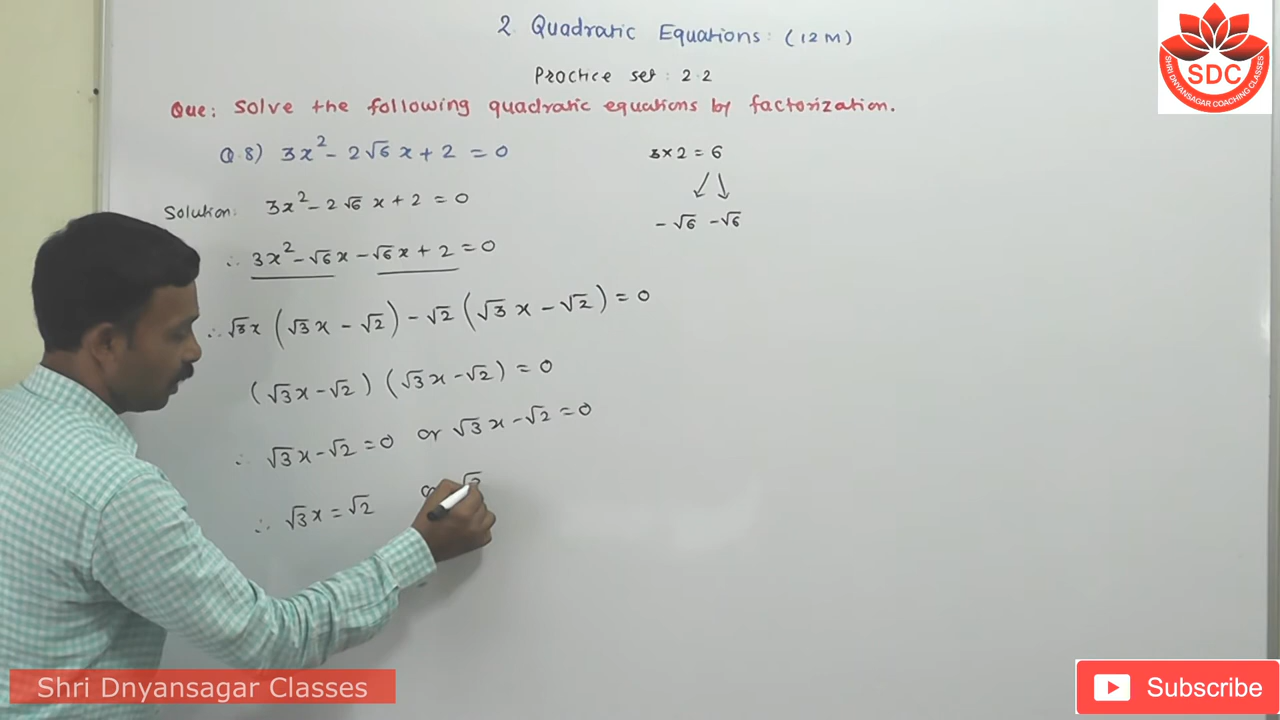 2. Quadratic Equations: (12M)
Practice set: 2.2
Que: Solve the following quadratic equations by factorization.
Q.8) 3x² - 2√6 x + 2 = 0
3×2 = 6
-√6 -√6
Solution: 3x² - 2√6 x + 2 = 0
∴ 3x² - √6x - √6x + 2 = 0
∴ √3x (√3x - √2) - √2 (√3x - √2) = 0
(√3x - √2) (√3x - √2) = 0
∴ √3x - √2 = 0 or √3x - √2 = 0
∴ √3x = √2
SDC
SHRI DNYANSAGAR COACHING CLASSES
Shri Dnyansagar Classes
Subscribe